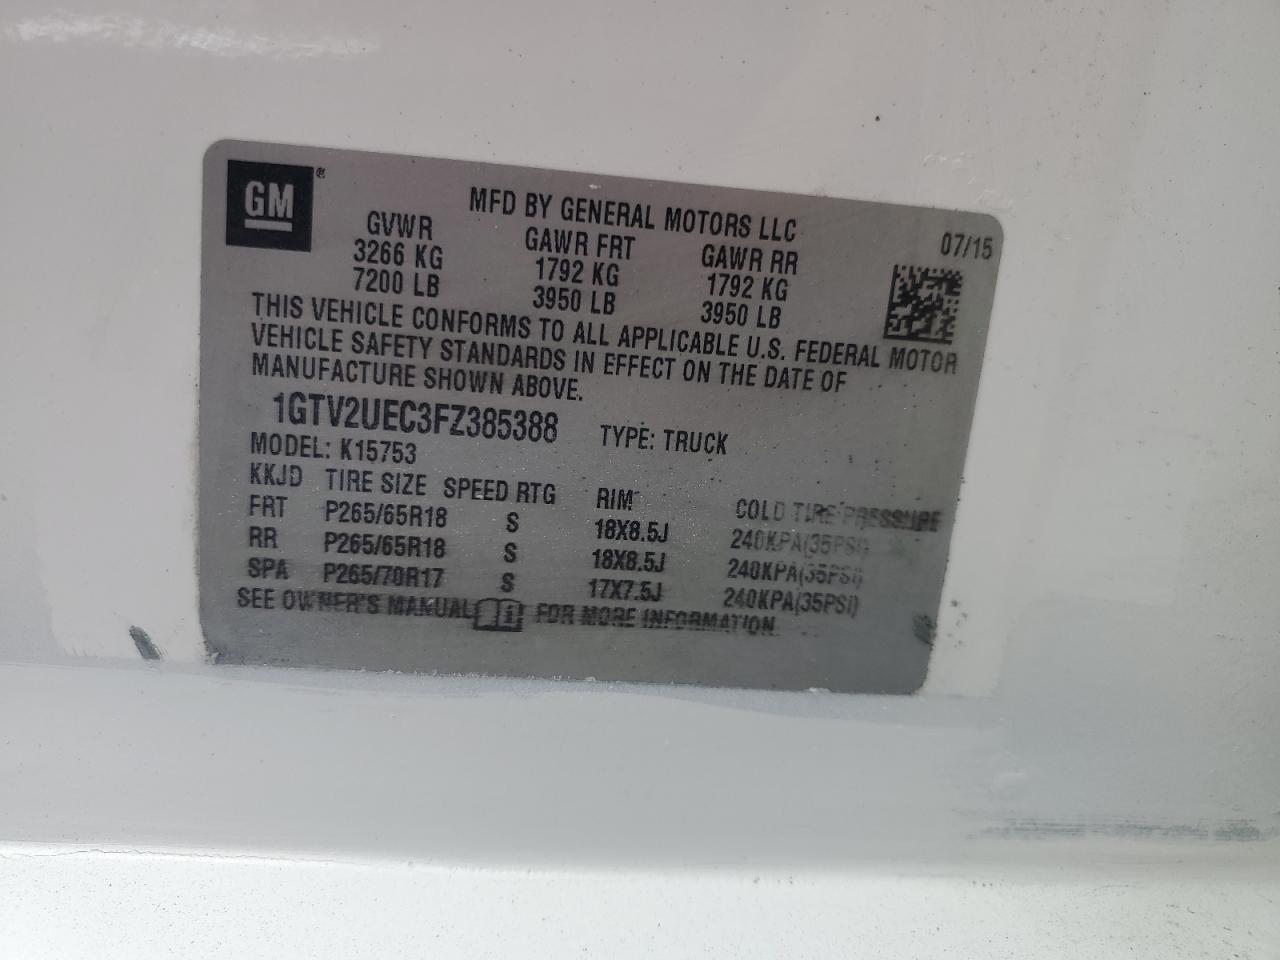 GM®
MFD BY GENERAL MOTORS LLC
07/15
GVWR GAWR FRT GAWR RR
3266 KG 1792 KG 1792 KG
7200 LB 3950 LB 3950 LB
THIS VEHICLE CONFORMS TO ALL APPLICABLE U.S. FEDERAL MOTOR
VEHICLE SAFETY STANDARDS IN EFFECT ON THE DATE OF
MANUFACTURE SHOWN ABOVE.
1GTV2UEC3FZ385388 TYPE: TRUCK
MODEL: K15753
KKJD TIRE SIZE SPEED RTG RIM COLD TIRE PRESSURE
FRT P265/65R18 S 18X8.5J 240KPA(35PSI)
RR P265/65R18 S 18X8.5J 240KPA(35PSI)
SPA P265/70R17 S 17X7.5J 240KPA(35PSI)
SEE OWNER'S MANUAL FOR MORE INFORMATION.